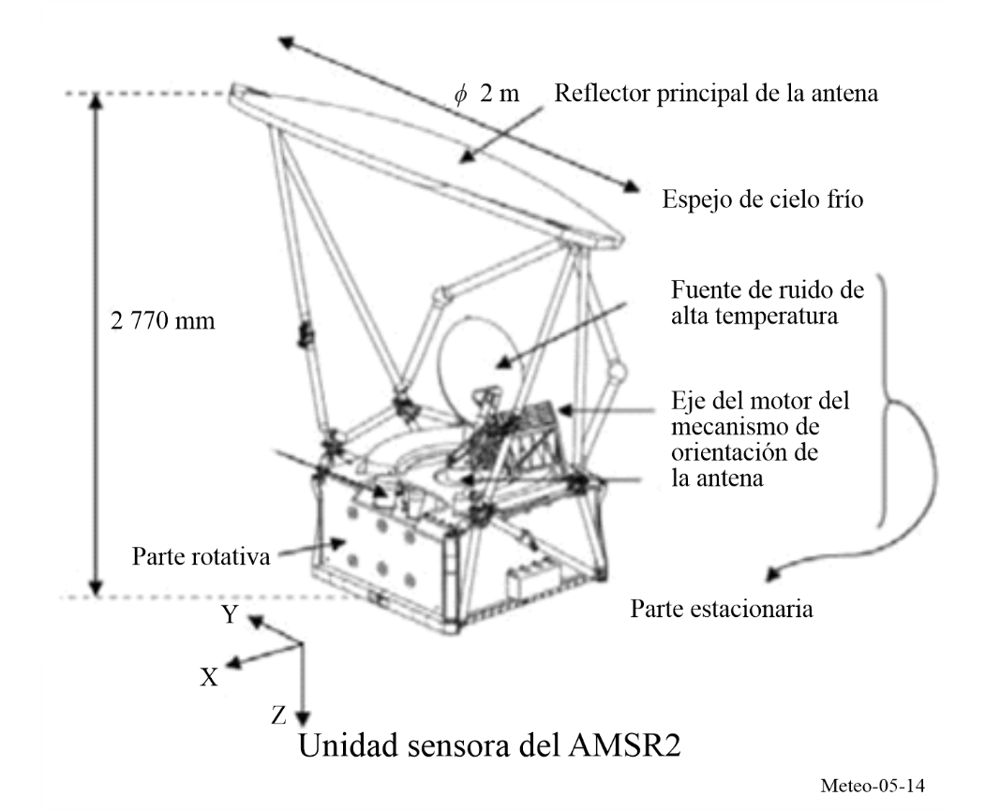 ϕ 2 m
Reflector principal de la antena
Espejo de cielo frío
Fuente de ruido de
alta temperatura
2 770 mm
Eje del motor del
mecanismo de
orientación de
la antena
Parte rotativa
Parte estacionaria
Y
X
Z
Unidad sensora del AMSR2
Meteo-05-14